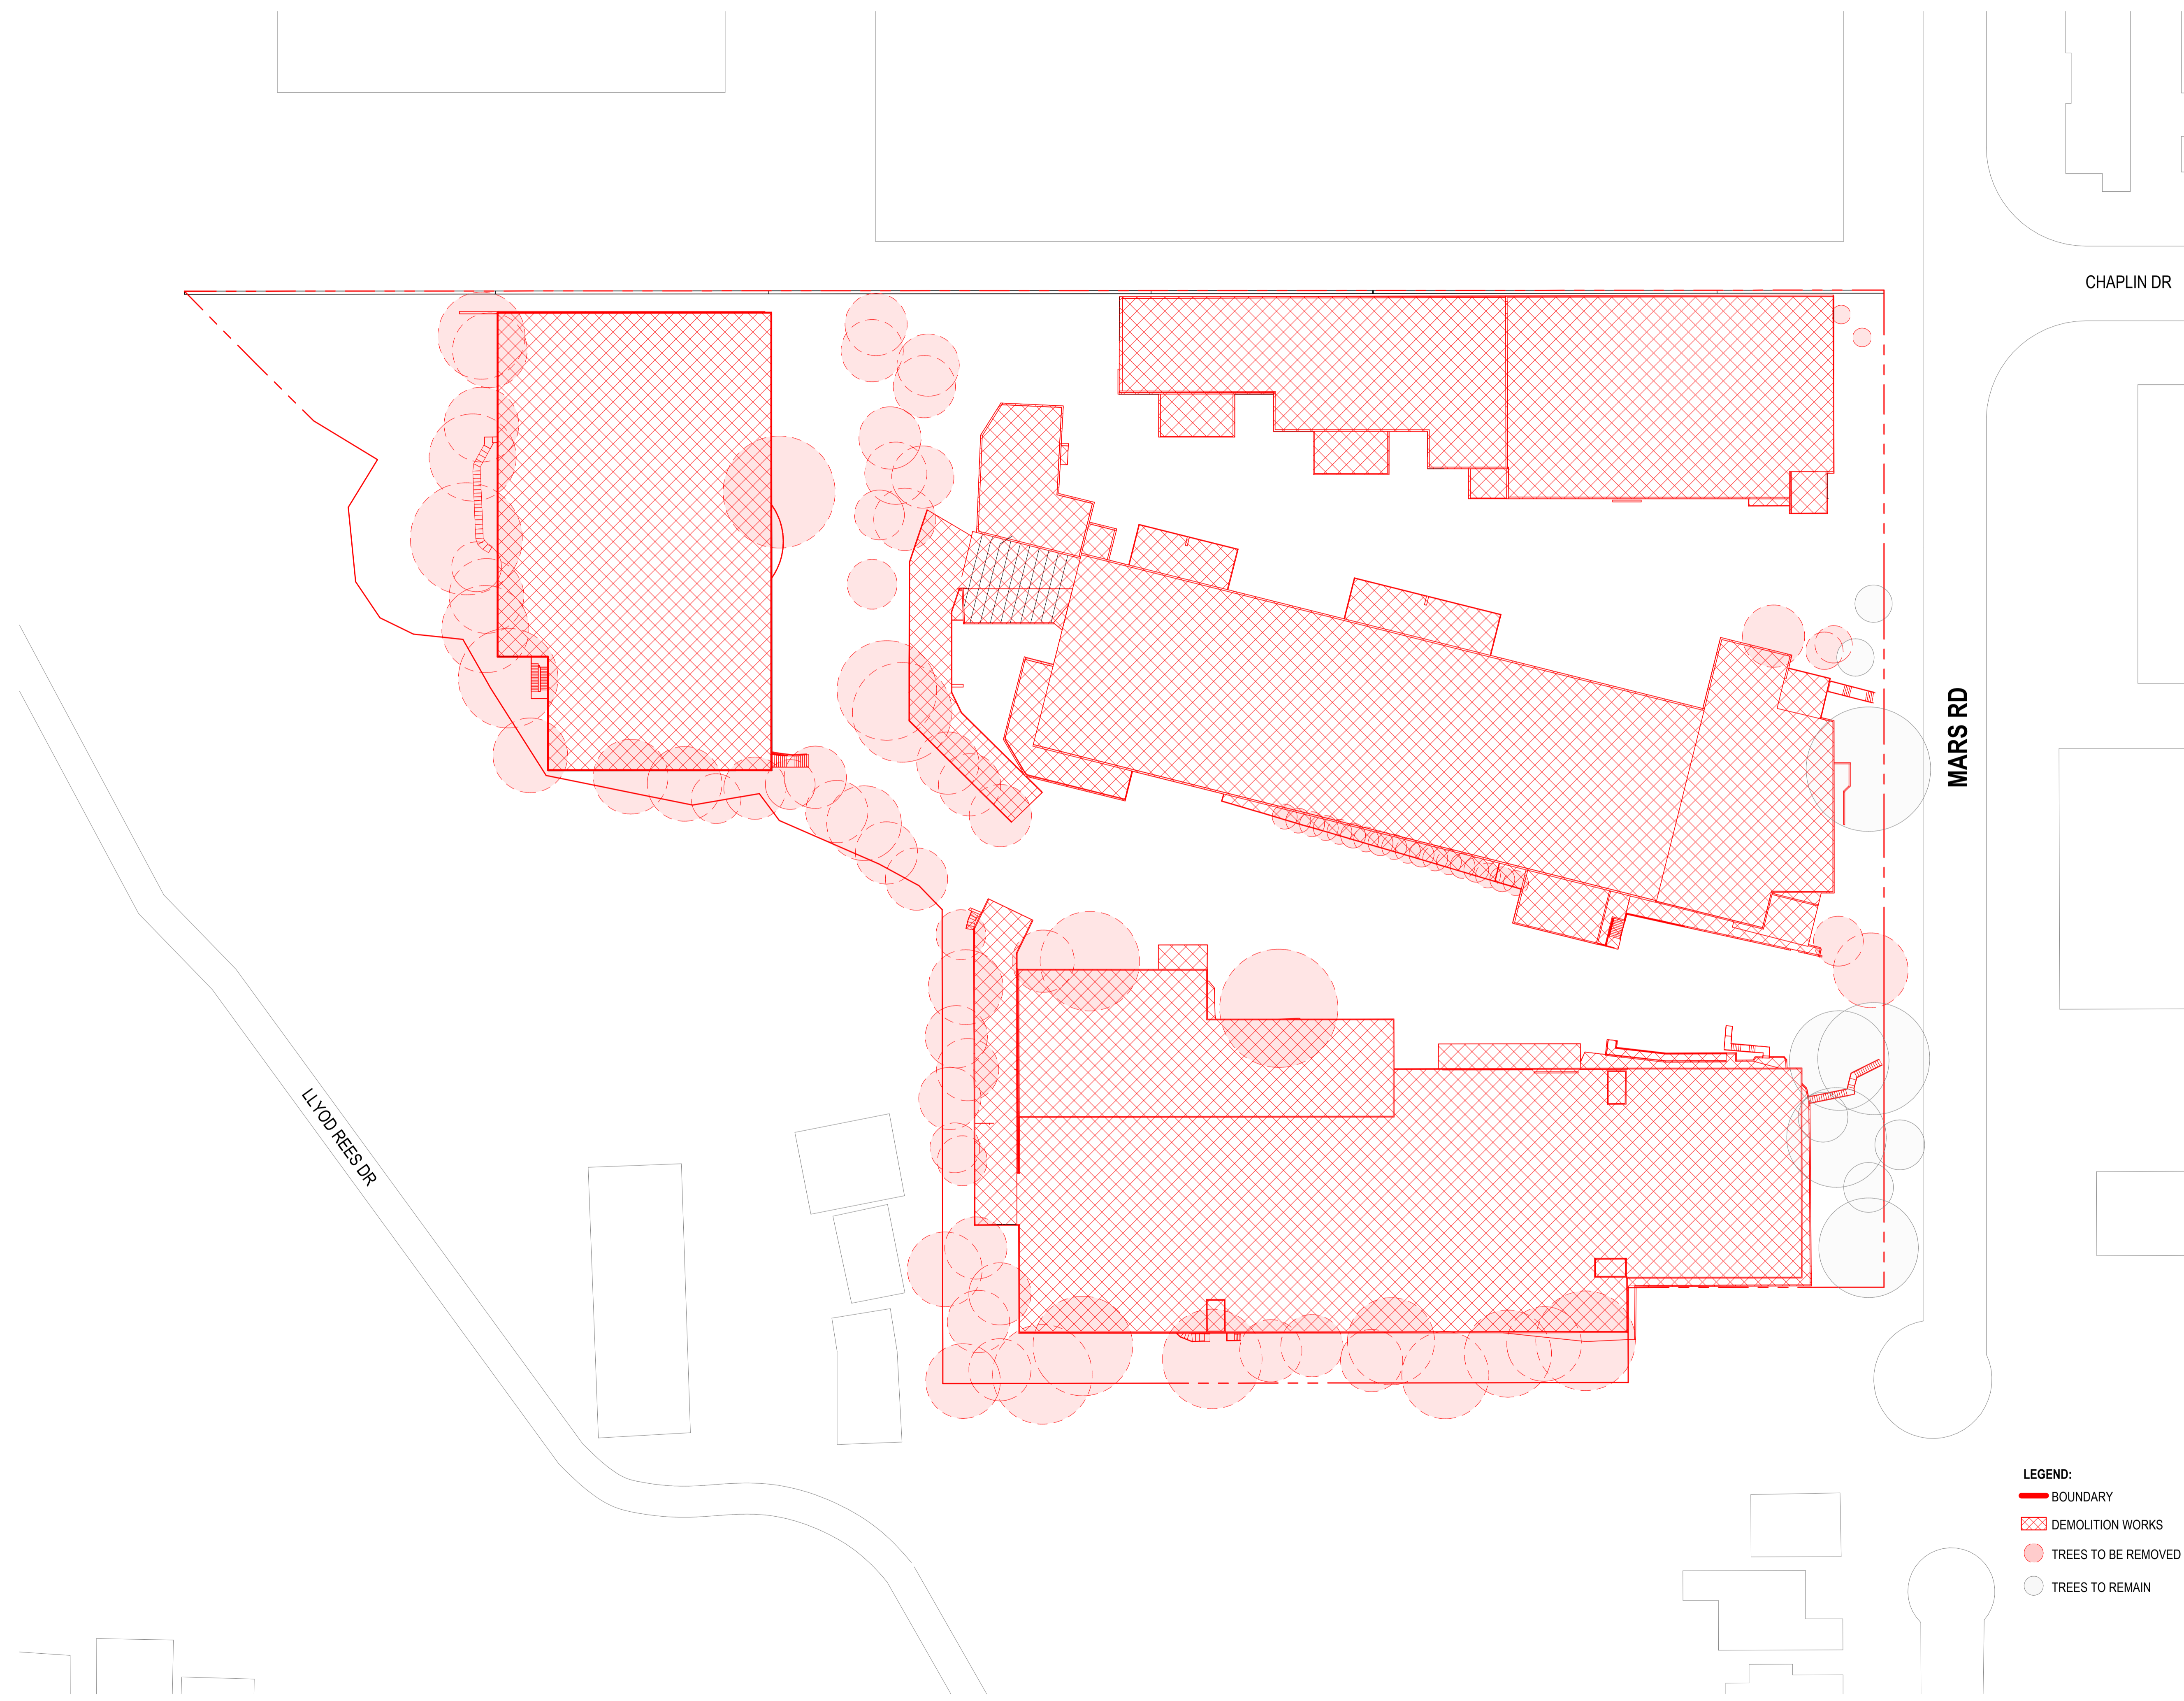 CHAPLIN DR
MARS RD
LLYOD REES DR
LEGEND:
BOUNDARY
DEMOLITION WORKS
TREES TO BE REMOVED
TREES TO REMAIN